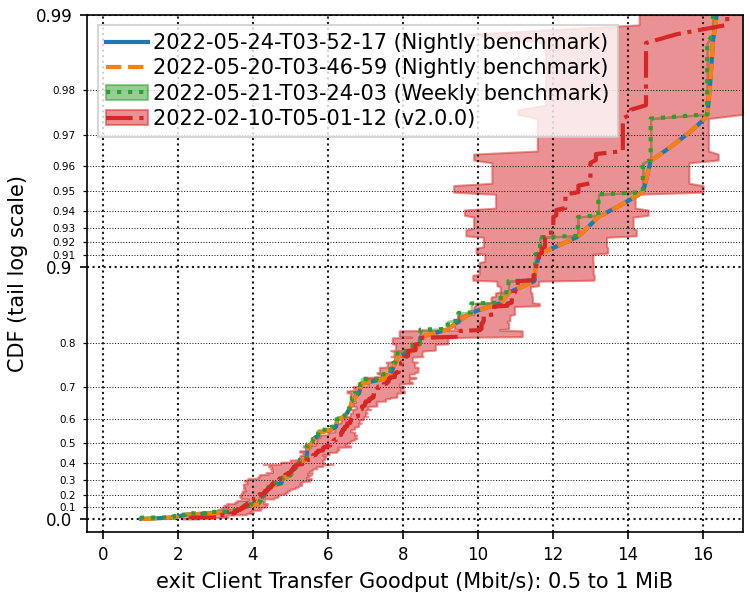 0.99
2022-05-24-T03-52-17 (Nightly benchmark)
2022-05-20-T03-46-59 (Nightly benchmark)
2022-05-21-T03-24-03 (Weekly benchmark)
2022-02-10-T05-01-12 (v2.0.0)
0.98
0.97
0.96
0.95
0.94
0.93
0.92
0.91
0.9
0.8
0.7
0.6
0.5
0.4
0.3
0.2
0.1
0.0
CDF (tail log scale)
0 2 4 6 8 10 12 14 16
exit Client Transfer Goodput (Mbit/s): 0.5 to 1 MiB